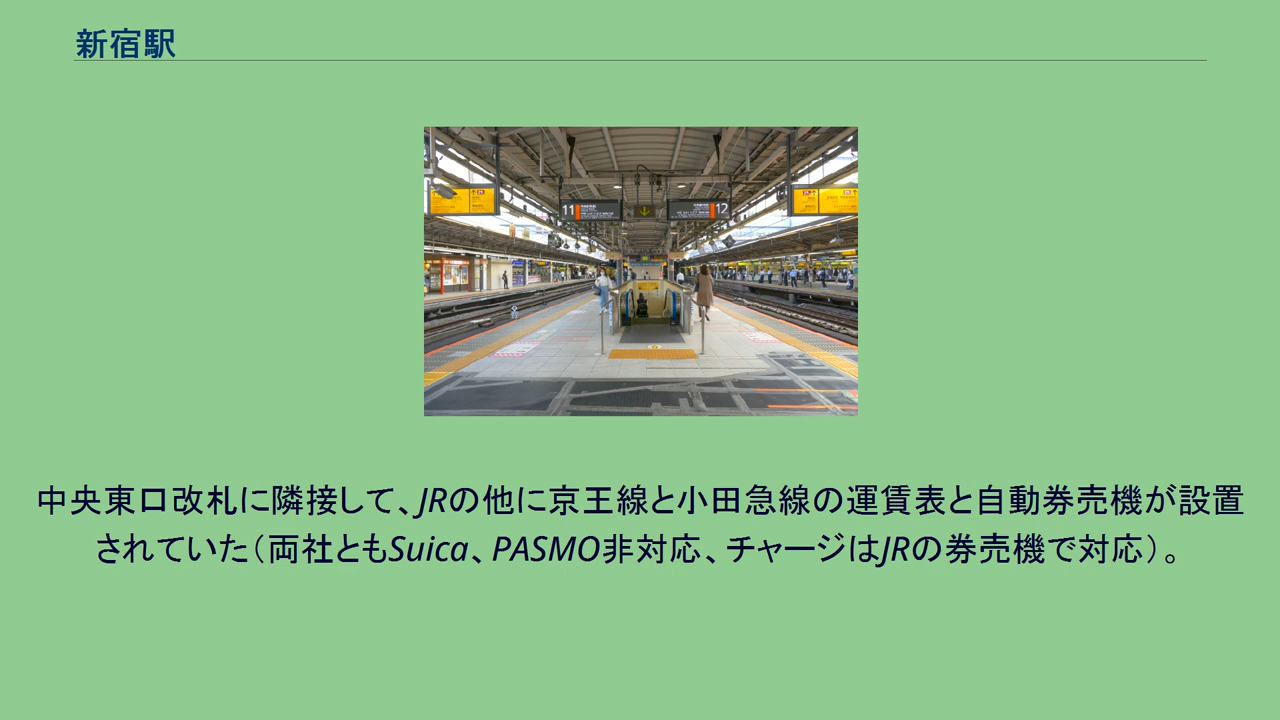 新宿駅
11
12
中央東口改札に隣接して、JRの他に京王線と小田急線の運賃表と自動券売機が設置
されていた（両社ともSuica、PASMO非対応、チャージはJRの券売機で対応）。